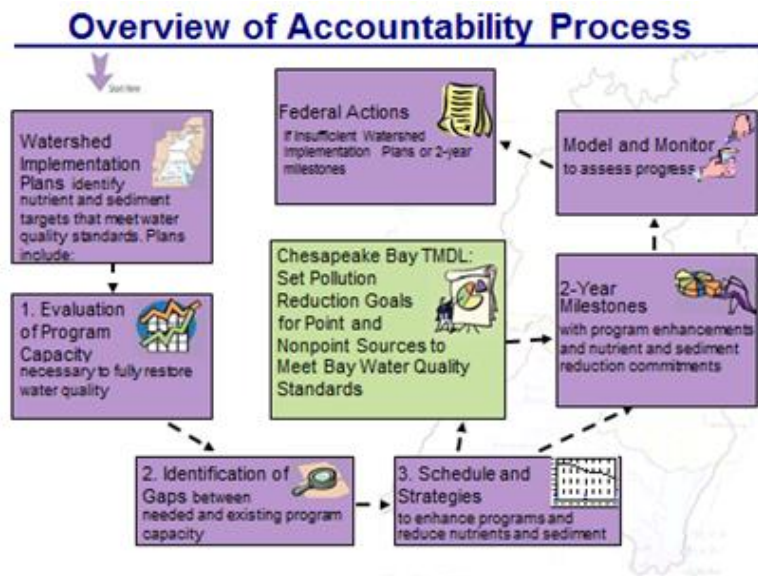 Overview of Accountability Process
Start Here
Watershed
Implementation
Plans identify
nutrient and sediment
targets that meet water
quality standards. Plans
include:
1. Evaluation
of Program
Capacity
necessary to fully restore
water quality
2. Identification of
Gaps between
needed and existing program
capacity
3. Schedule and
Strategies
to enhance programs and
reduce nutrients and sediment
Chesapeake Bay TMDL:
Set Pollution
Reduction Goals
for Point and
Nonpoint Sources to
Meet Bay Water Quality
Standards
2-Year
Milestones
with program enhancements
and nutrient and sediment
reduction commitments
Model and Monitor
to assess progress
Federal Actions
If Insufficient Watershed
Implementation Plans or 2-year
milestones